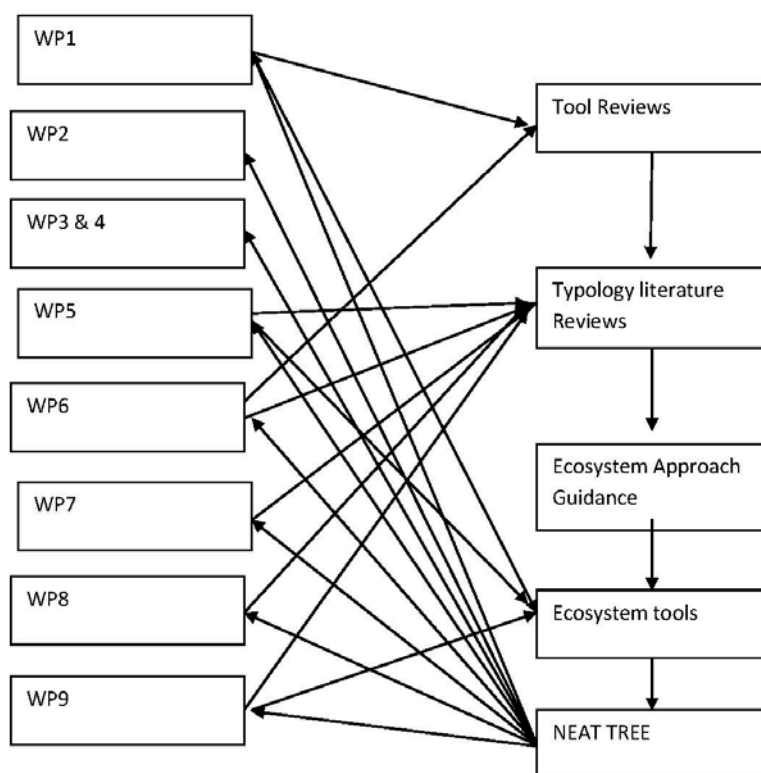 WP1
WP2
WP3 & 4
WP5
WP6
WP7
WP8
WP9
Tool Reviews
Typology literature
Reviews
Ecosystem Approach
Guidance
Ecosystem tools
NEAT TREE